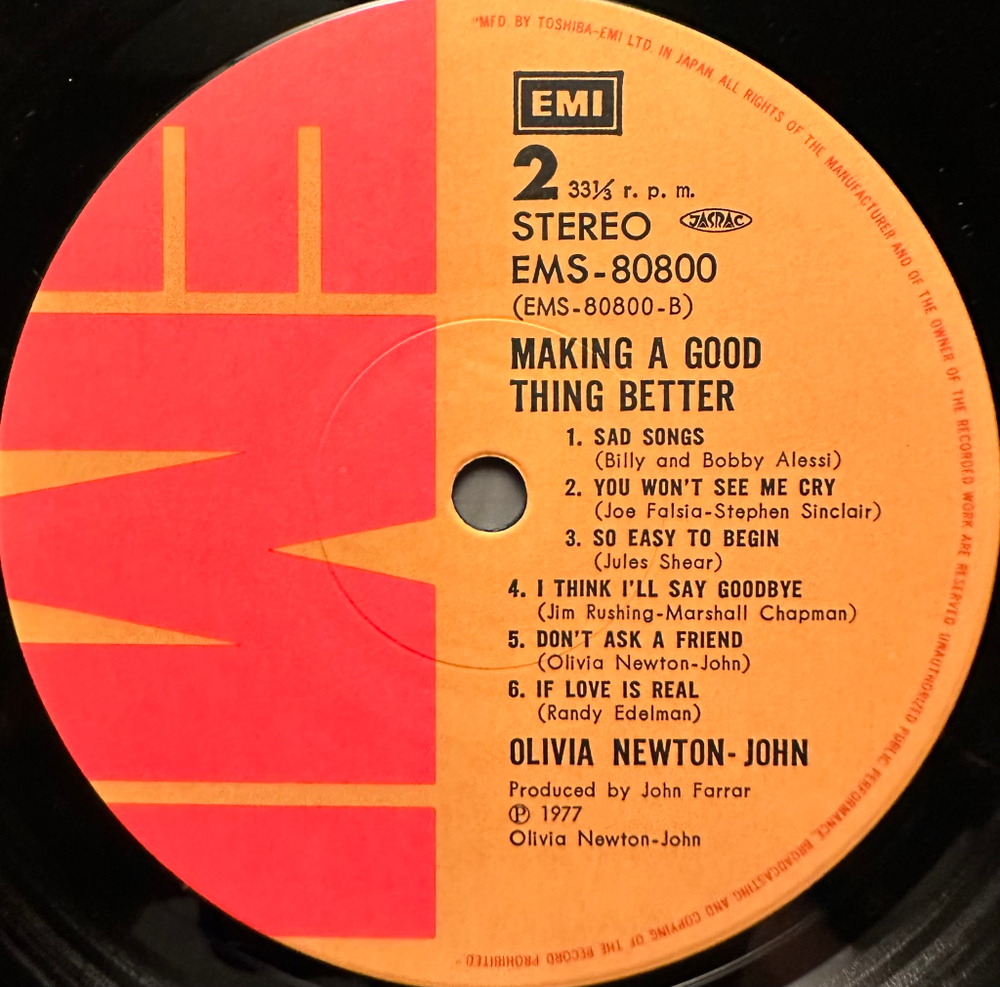 "MFD. BY TOSHIBA-EMI LTD. IN JAPAN ALL RIGHTS OF THE MANUFACTURER AND OF THE OWNER OF THE RECORDED WORK ARE RESERVED UNAUTHORIZED PUBLIC PERFORMANCE, BROADCASTING AND COPYING OF THE RECORD PROHIBITED"
EMI
2 33⅓ r. p. m.
STEREO JASRAC
EMS-80800
(EMS-80800-B)
MAKING A GOOD
THING BETTER
1. SAD SONGS
(Billy and Bobby Alessi)
2. YOU WON'T SEE ME CRY
(Joe Falsia-Stephen Sinclair)
3. SO EASY TO BEGIN
(Jules Shear)
4. I THINK I'LL SAY GOODBYE
(Jim Rushing-Marshall Chapman)
5. DON'T ASK A FRIEND
(Olivia Newton-John)
6. IF LOVE IS REAL
(Randy Edelman)
OLIVIA NEWTON-JOHN
Produced by John Farrar
Ⓟ 1977
Olivia Newton-John
EMI